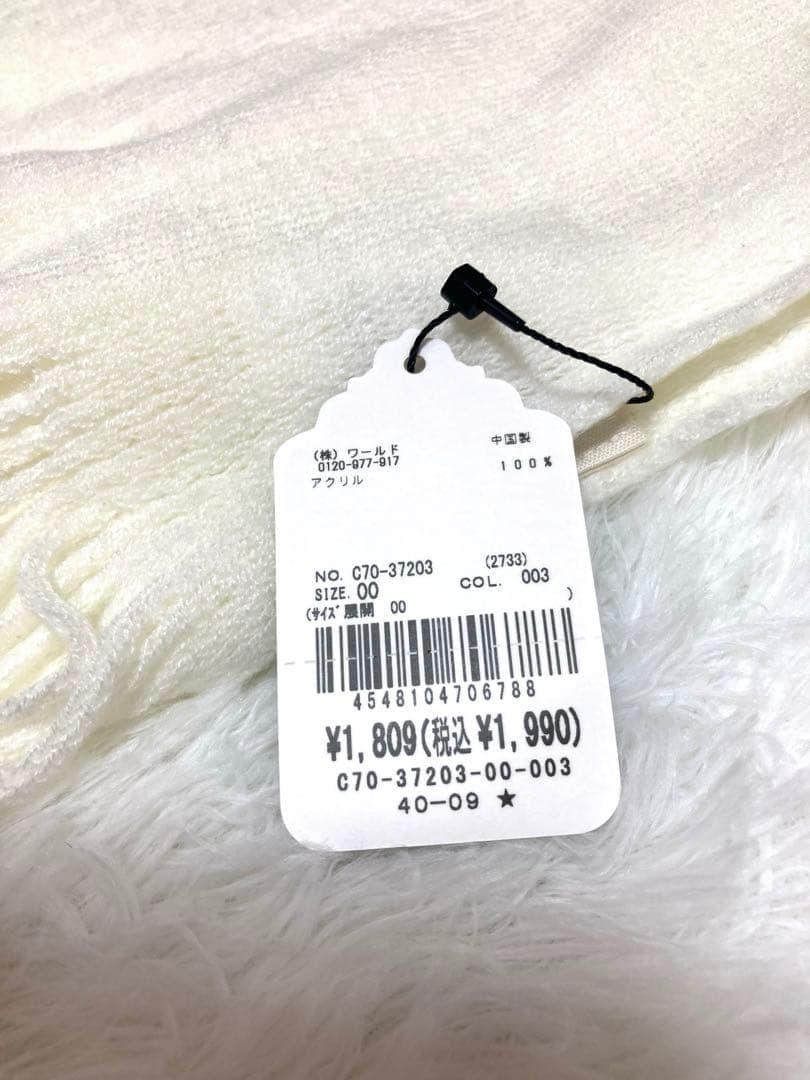 (株) ワールド 中国製
0120-977-917
アクリル 100%
NO. C70-37203 (2733)
SIZE. 00 COL. 003
(サイズ展開 00 )
4548104706788
¥1,809(税込¥1,990)
C70-37203-00-003
40-09 ★